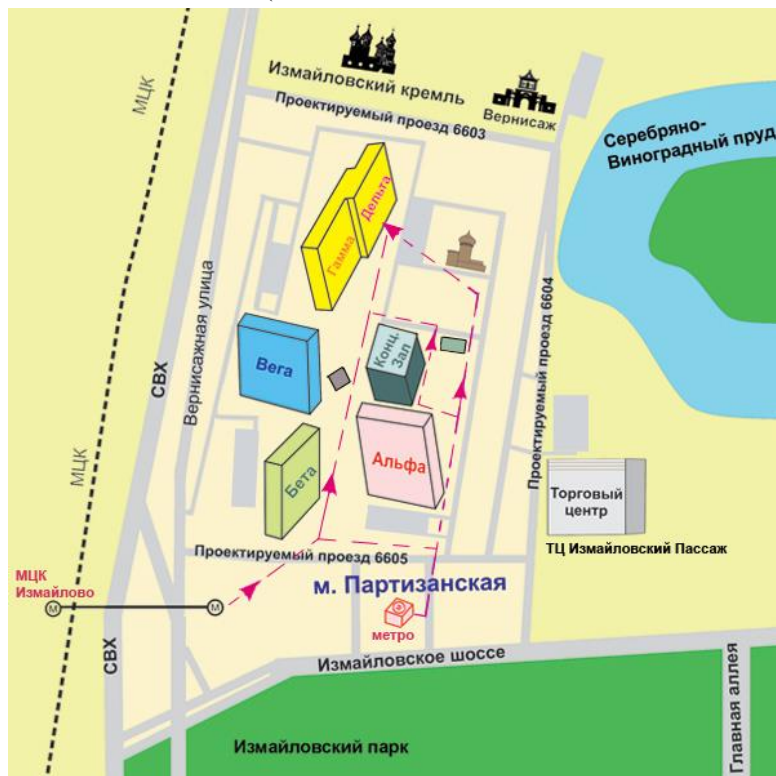 МЦК
Измайловский кремль
Вернисаж
Проектируемый проезд 6603
Серебряно-
Виноградный пруд
Дельта
Гамма
Вернисажная улица
Проектируемый проезд 6604
СВХ
Вега
Конц.
Зал
МЦК
Бета
Альфа
Торговый
центр
ТЦ Измайловский Пассаж
Проектируемый проезд 6605
МЦК
Измайлово
м. Партизанская
М
М
метро
СВХ
Измайловское шоссе
Главная аллея
Измайловский парк